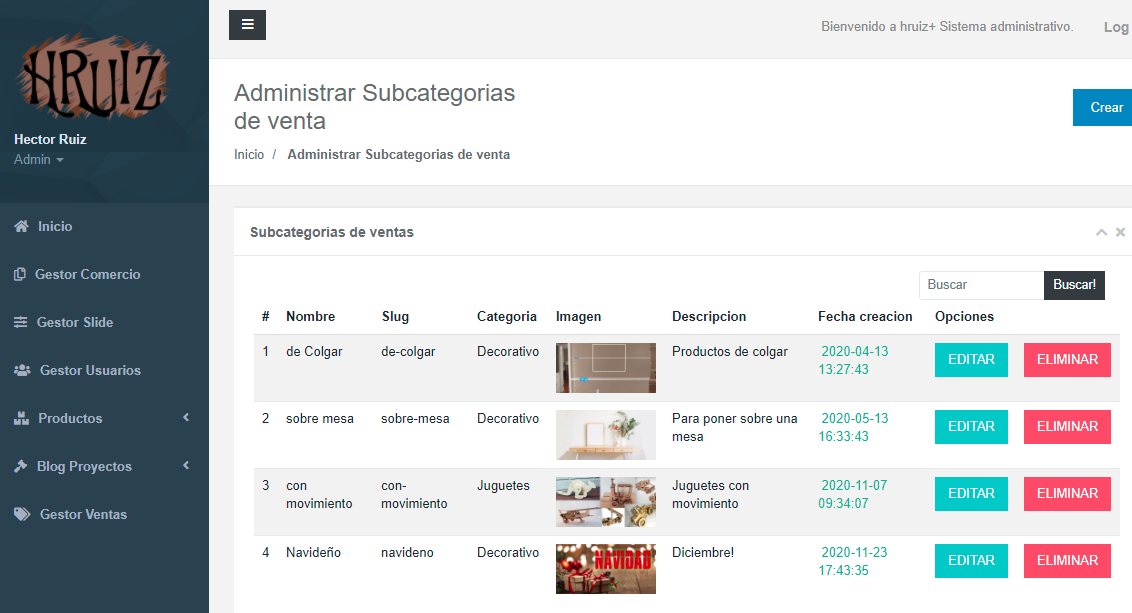 HRUIZ
Hector Ruiz
Admin
Inicio
Gestor Comercio
Gestor Slide
Gestor Usuarios
Productos
Blog Proyectos
Gestor Ventas
Bienvenido a hruiz+ Sistema administrativo. Log
Administrar Subcategorias
de venta
Crear
Inicio / Administrar Subcategorias de venta
Subcategorias de ventas
Buscar Buscar!
# Nombre Slug Categoria Imagen Descripcion Fecha creacion Opciones
1 de Colgar de-colgar Decorativo Productos de colgar 2020-04-13 EDITAR ELIMINAR
13:27:43
2 sobre mesa sobre-mesa Decorativo Para poner sobre una 2020-05-13 EDITAR ELIMINAR
mesa 16:33:43
3 con con- Juguetes Juguetes con 2020-11-07 EDITAR ELIMINAR
movimiento movimiento movimiento 09:34:07
4 Navideño navideno Decorativo NAVIDAD Diciembre! 2020-11-23 EDITAR ELIMINAR
17:43:35